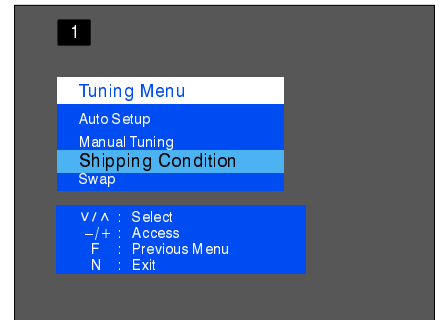 1
Tuning Menu
Auto Setup
Manual Tuning
Shipping Condition
Swap
∨/∧ : Select
−/+ : Access
F : Previous Menu
N : Exit